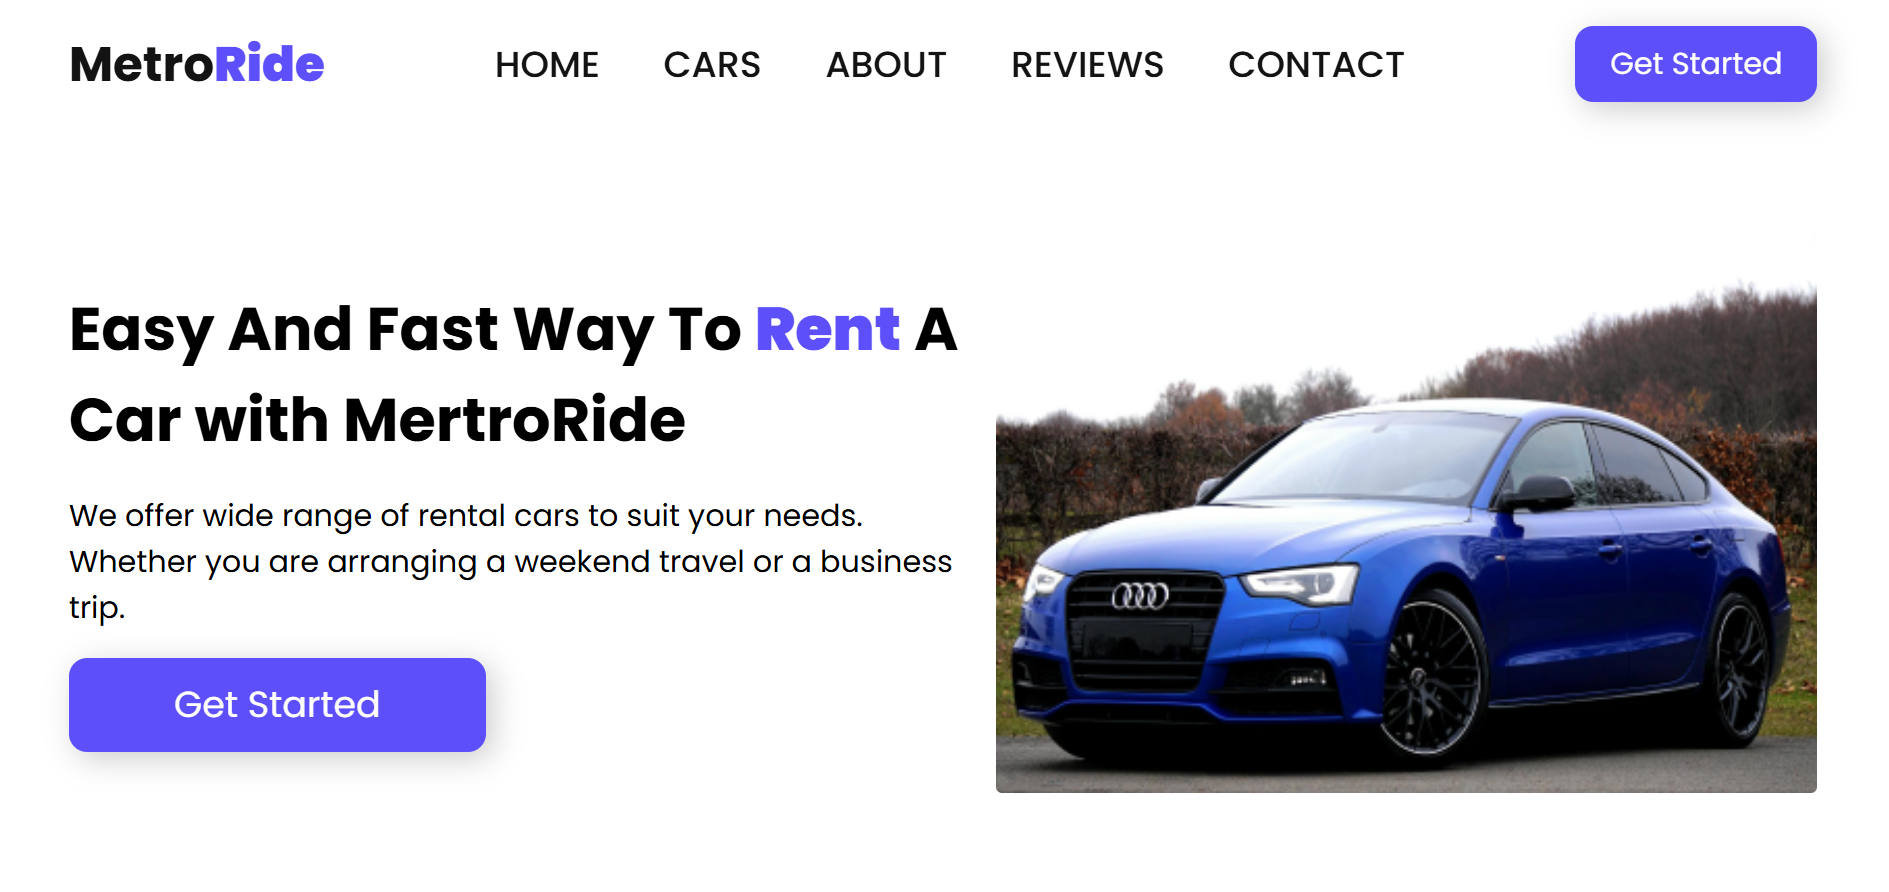 MetroRide
HOME CARS ABOUT REVIEWS CONTACT
Get Started
Easy And Fast Way To Rent A
Car with MertroRide
We offer wide range of rental cars to suit your needs.
Whether you are arranging a weekend travel or a business
trip.
Get Started